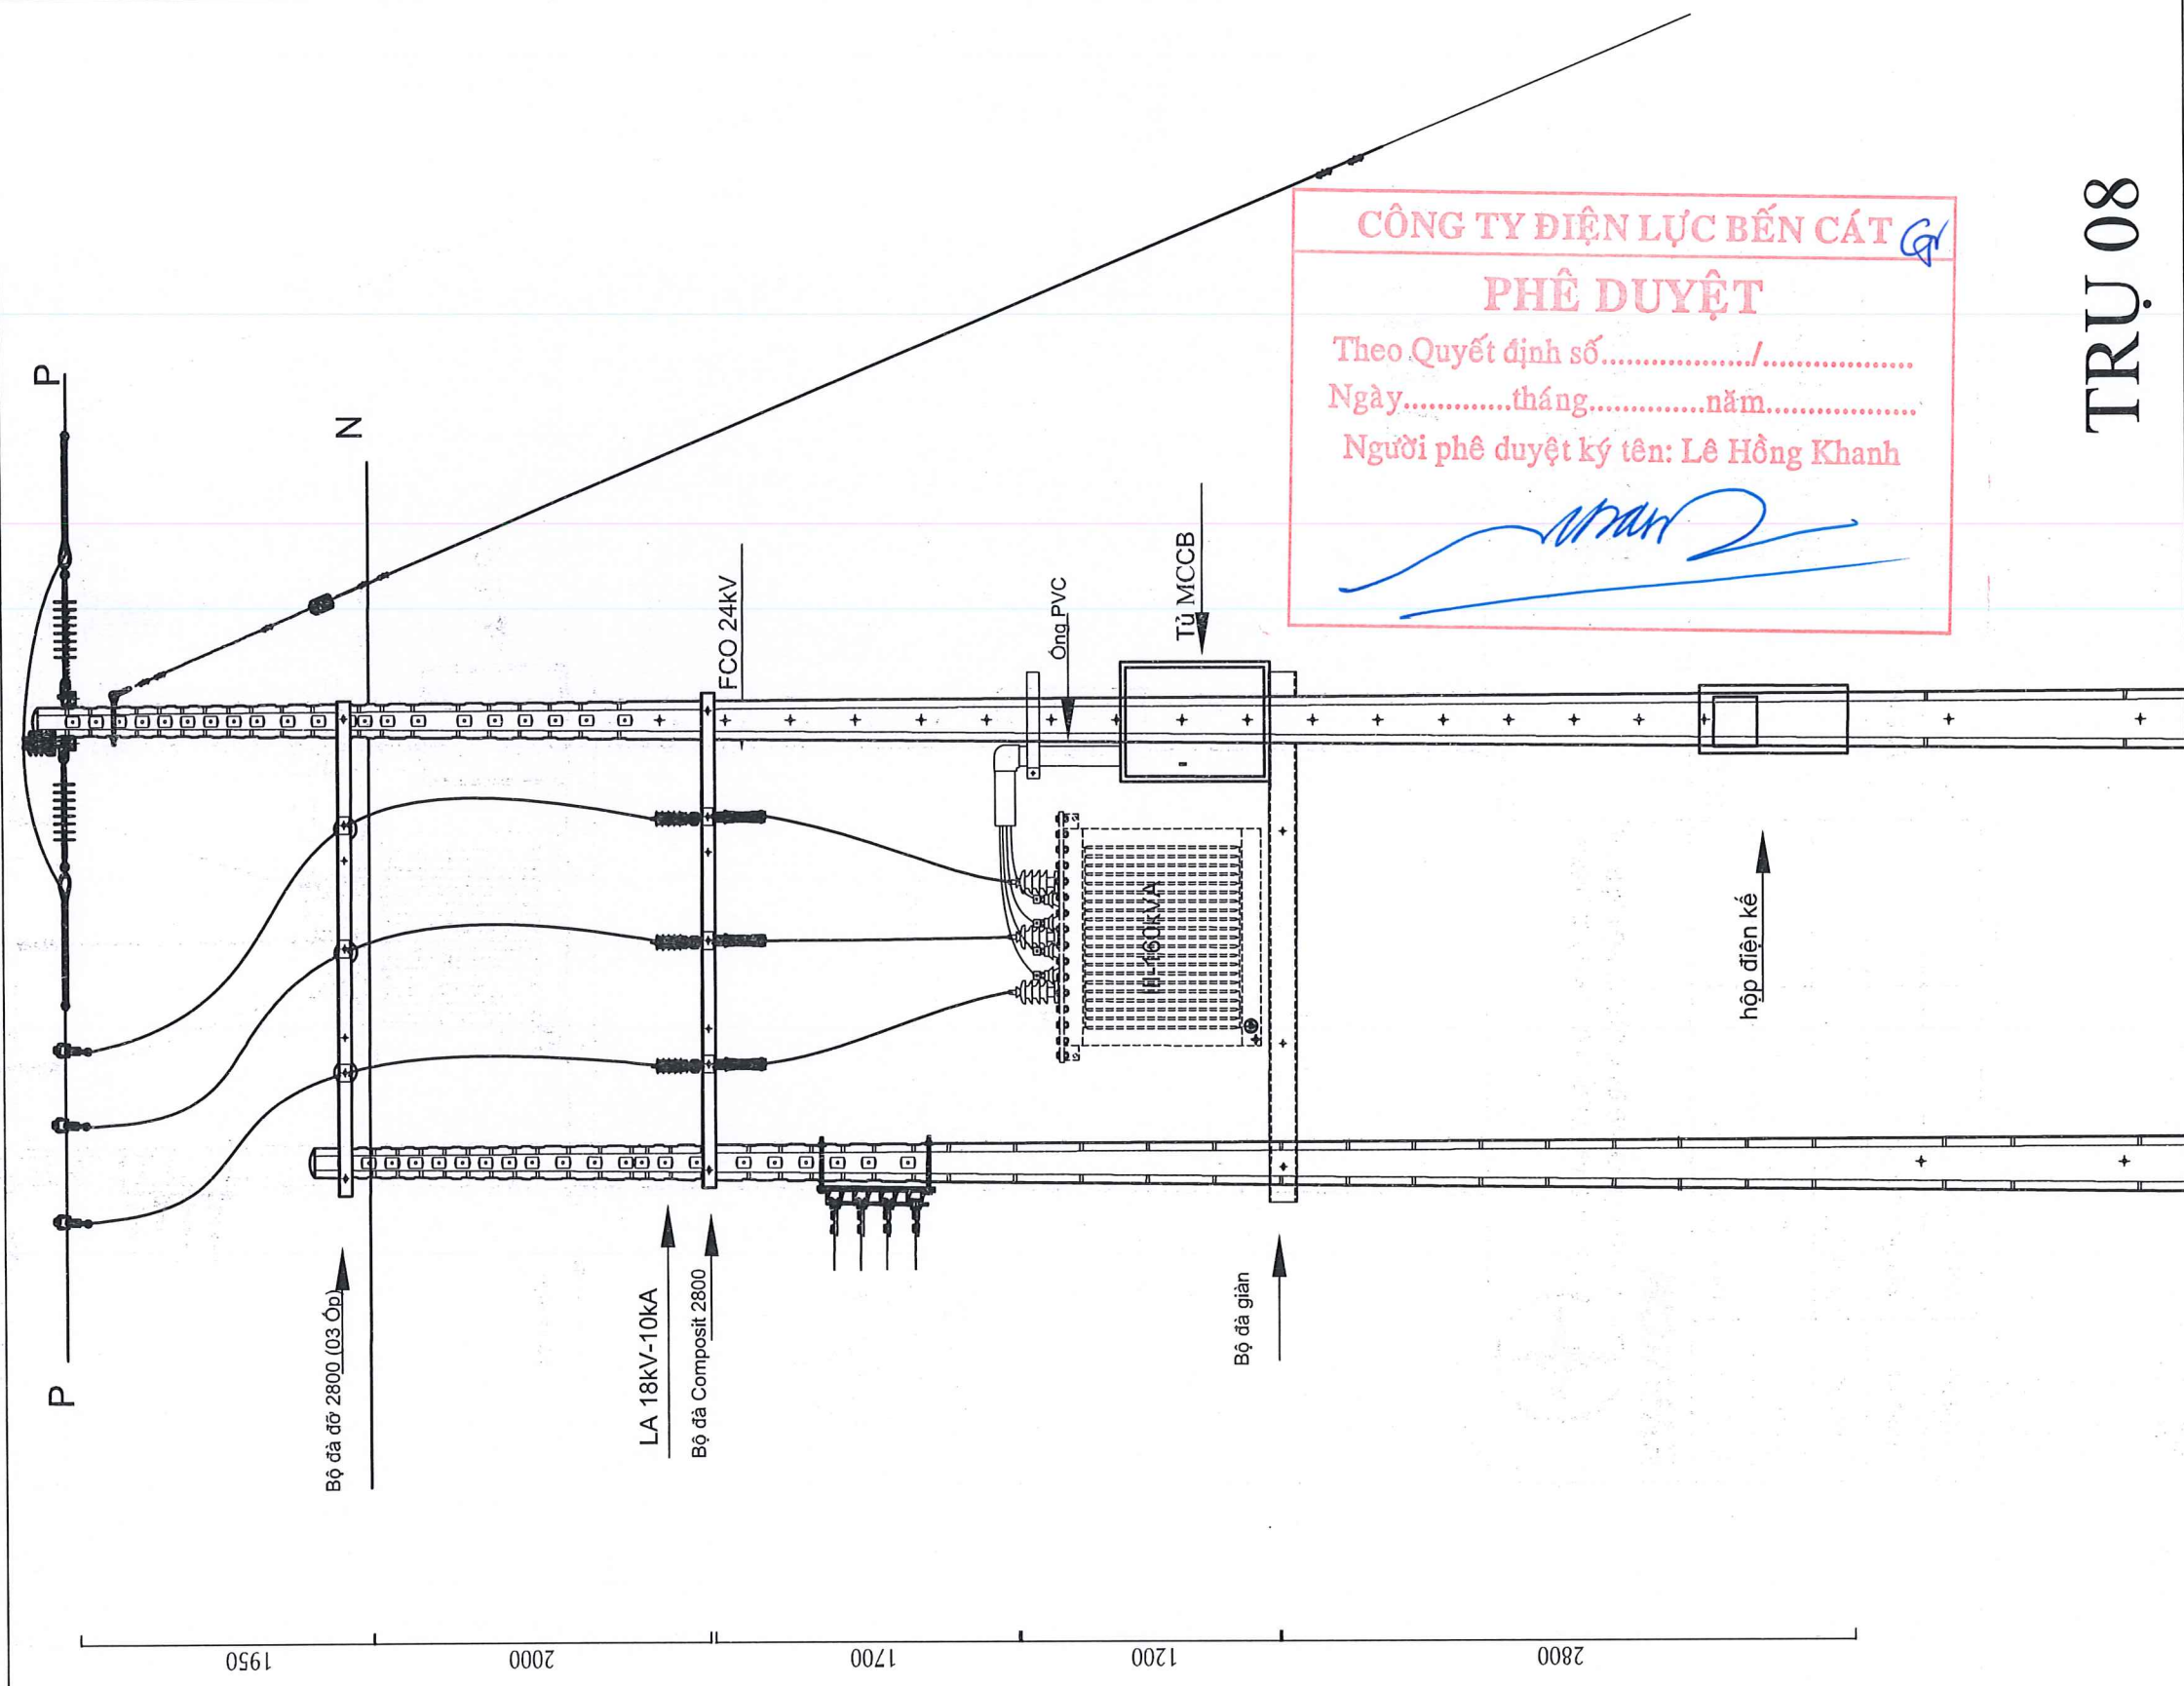 P
P
N
Bộ đà đỡ 2800 (03 Ốp)
LA 18kV-10kA
Bộ đà Composit 2800
FCO 24kV
Ống PVC
Tủ MCCB
III-160kVA
Bộ đà giàn
hộp điện kế
TRỤ 08
1950
2000
1700
1200
2800
CÔNG TY ĐIỆN LỰC BẾN CÁT
PHÊ DUYỆT
Theo Quyết định số................../..................
Ngày.............tháng..............năm..................
Người phê duyệt ký tên: Lê Hồng Khanh